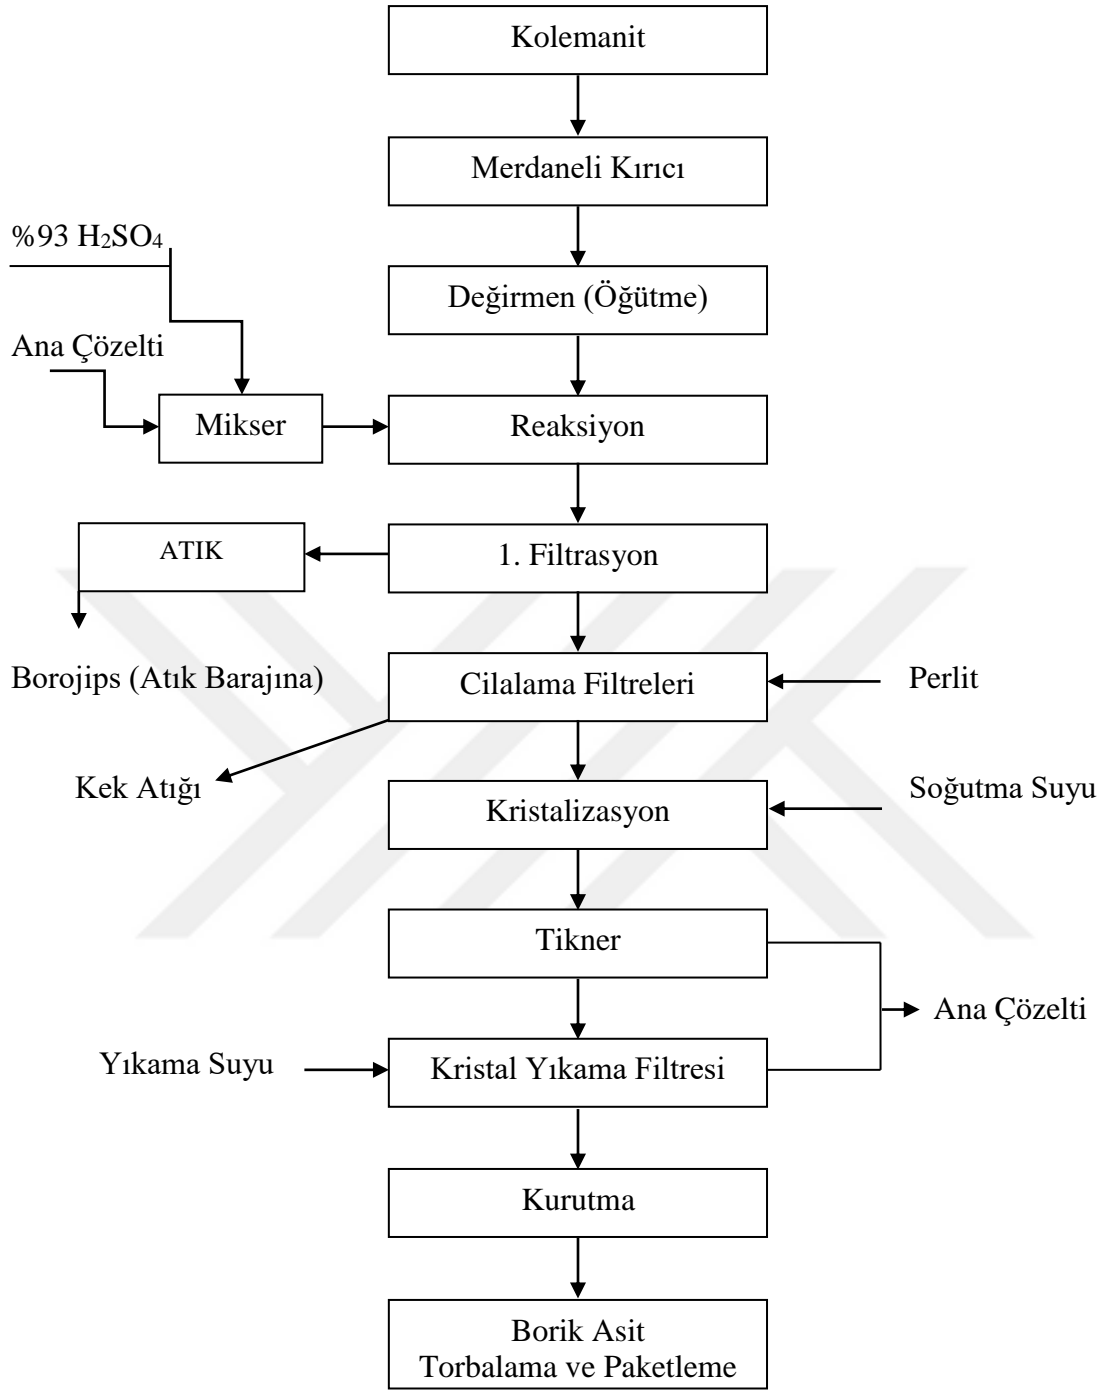 Kolemanit
Merdaneli Kırıcı
%93 H₂SO₄
Değirmen (Öğütme)
Ana Çözelti
Mikser
Reaksiyon
ATIK
1. Filtrasyon
Borojips (Atık Barajına)
Cilalama Filtreleri
Perlit
Kek Atığı
Kristalizasyon
Soğutma Suyu
Tikner
Ana Çözelti
Yıkama Suyu
Kristal Yıkama Filtresi
Kurutma
Borik Asit
Torbalama ve Paketleme